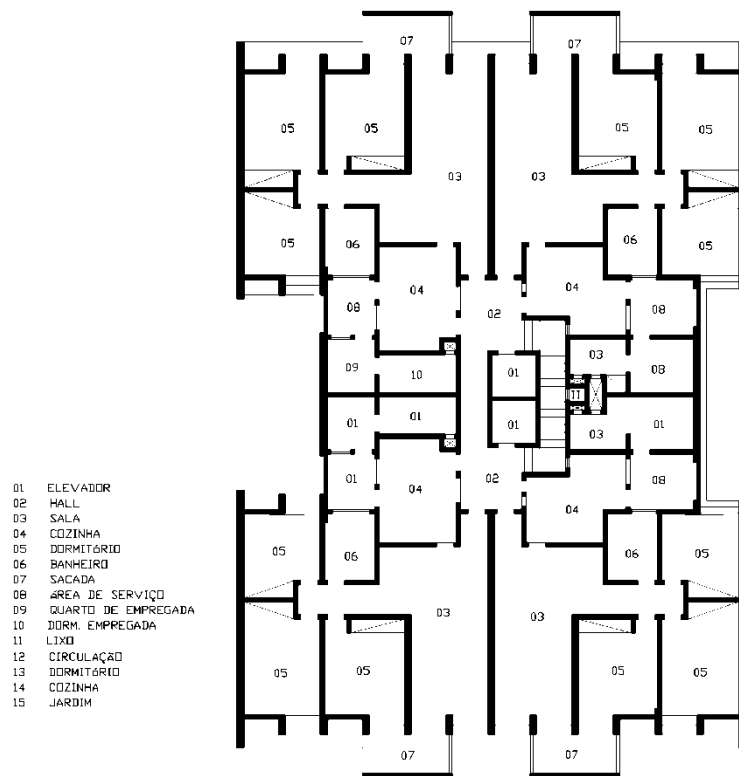 07 07
05 05 05 05
03 03
05 06 06 05
04 04
08 02 08
09 10 01 03 08
11
01 01 01 03 01
01 04 02 04 08
05 06 06 05
03 03
05 05 05 05
07 07
01 ELEVADOR
02 HALL
03 SALA
04 COZINHA
05 DORMITóRIO
06 BANHEIRO
07 SACADA
08 áREA DE SERVIÇO
09 QUARTO DE EMPREGADA
10 DORM. EMPREGADA
11 LIXO
12 CIRCULAÇÃO
13 DORMITóRIO
14 COZINHA
15 JARDIM